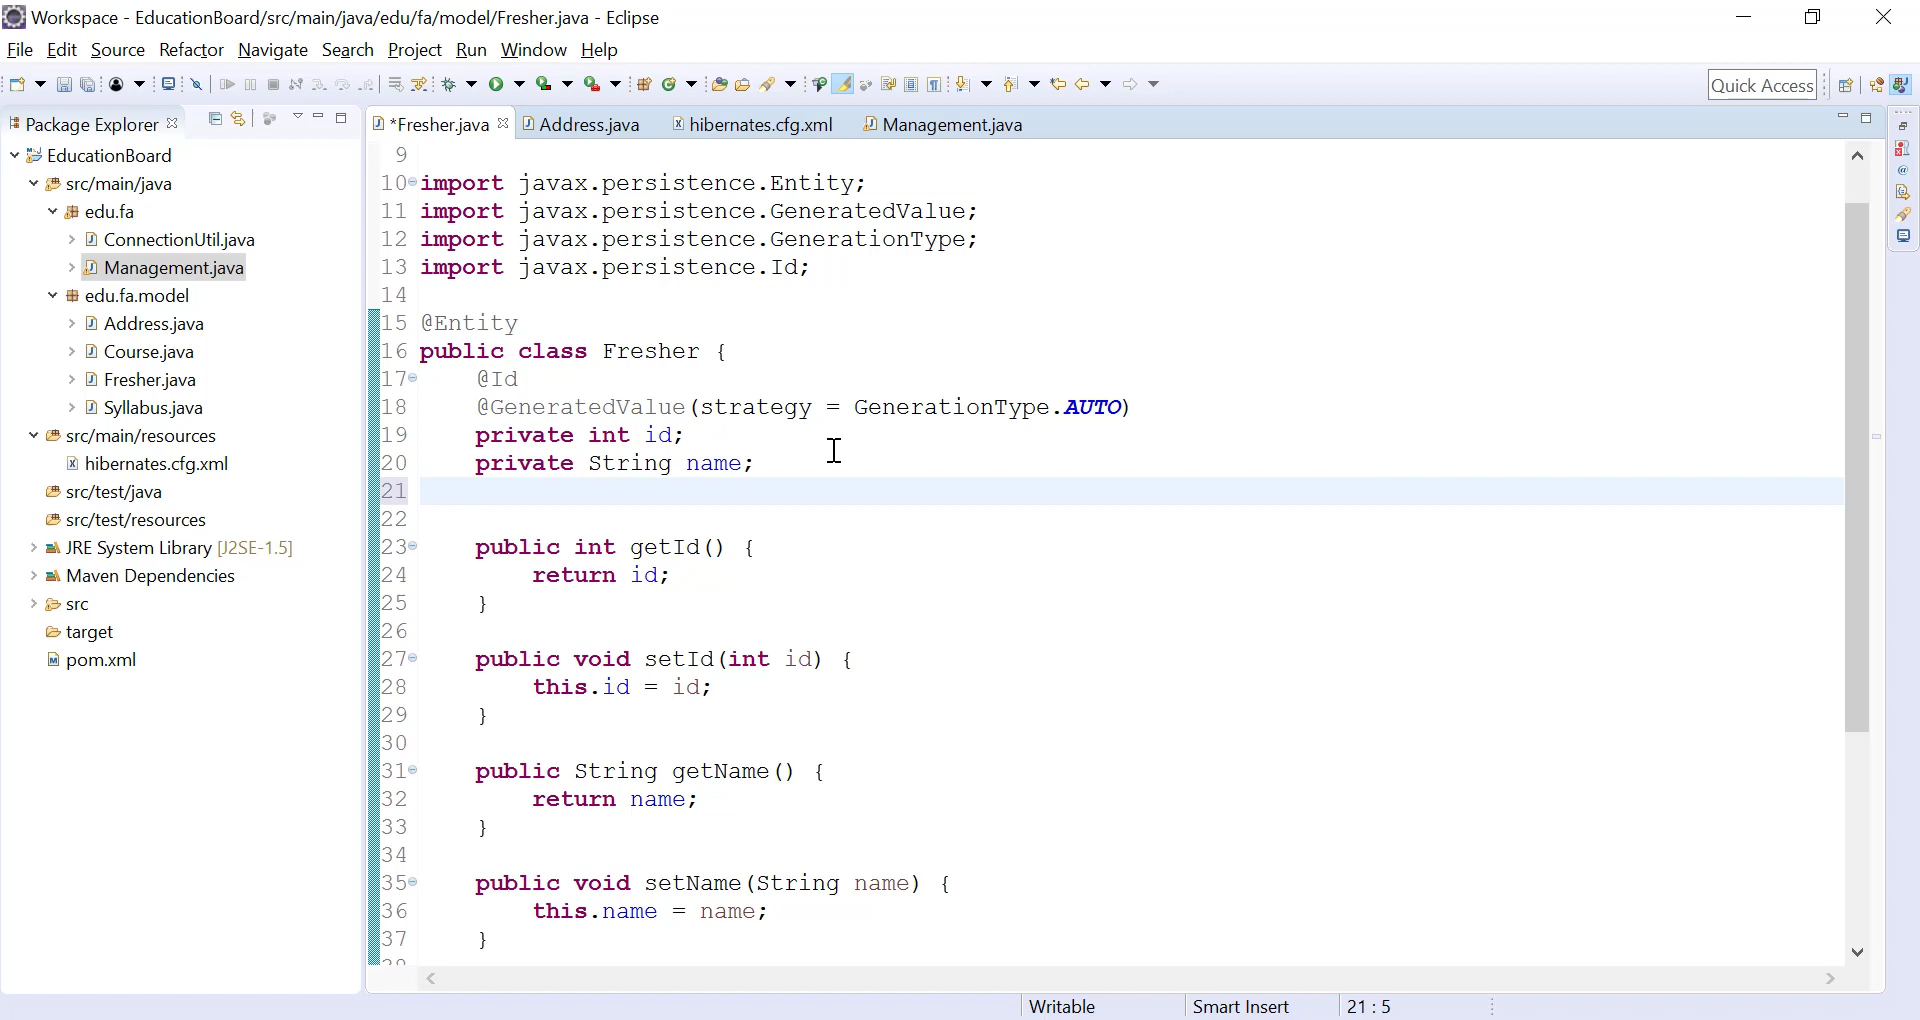 Workspace - EducationBoard/src/main/java/edu/fa/model/Fresher.java - Eclipse
File Edit Source Refactor Navigate Search Project Run Window Help
Quick Access
Package Explorer
*Fresher.java Address.java hibernates.cfg.xml Management.java
EducationBoard
src/main/java
edu.fa
ConnectionUtil.java
Management.java
edu.fa.model
Address.java
Course.java
Fresher.java
Syllabus.java
src/main/resources
hibernates.cfg.xml
src/test/java
src/test/resources
JRE System Library [J2SE-1.5]
Maven Dependencies
src
target
pom.xml
9
10 import javax.persistence.Entity;
11 import javax.persistence.GeneratedValue;
12 import javax.persistence.GenerationType;
13 import javax.persistence.Id;
14
15 @Entity
16 public class Fresher {
17 @Id
18 @GeneratedValue(strategy = GenerationType.AUTO)
19 private int id;
20 private String name;
21
22
23 public int getId() {
24 return id;
25 }
26
27 public void setId(int id) {
28 this.id = id;
29 }
30
31 public String getName() {
32 return name;
33 }
34
35 public void setName(String name) {
36 this.name = name;
37 }
Writable Smart Insert 21 : 5